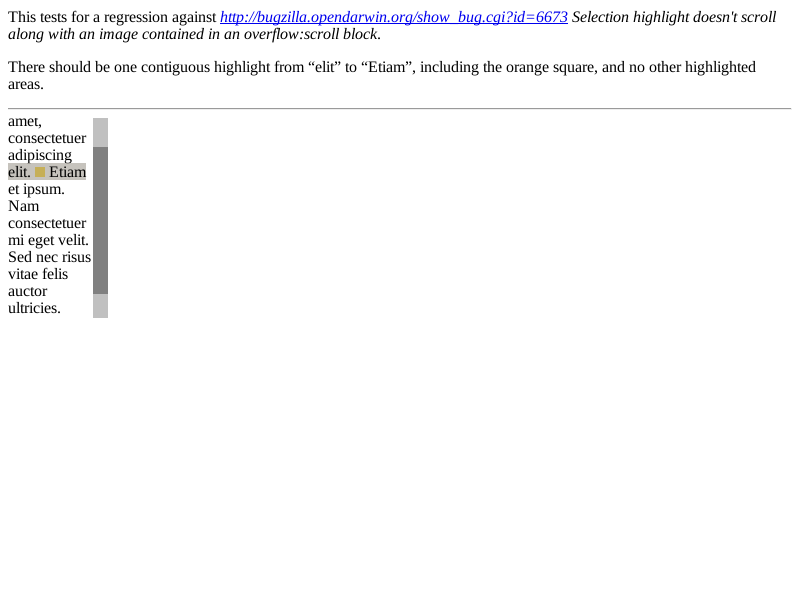 This tests for a regression against http://bugzilla.opendarwin.org/show_bug.cgi?id=6673 Selection highlight doesn't scroll
along with an image contained in an overflow:scroll block.
There should be one contiguous highlight from “elit” to “Etiam”, including the orange square, and no other highlighted
areas.
amet,
consectetuer
adipiscing
elit. Etiam
et ipsum.
Nam
consectetuer
mi eget velit.
Sed nec risus
vitae felis
auctor
ultricies.